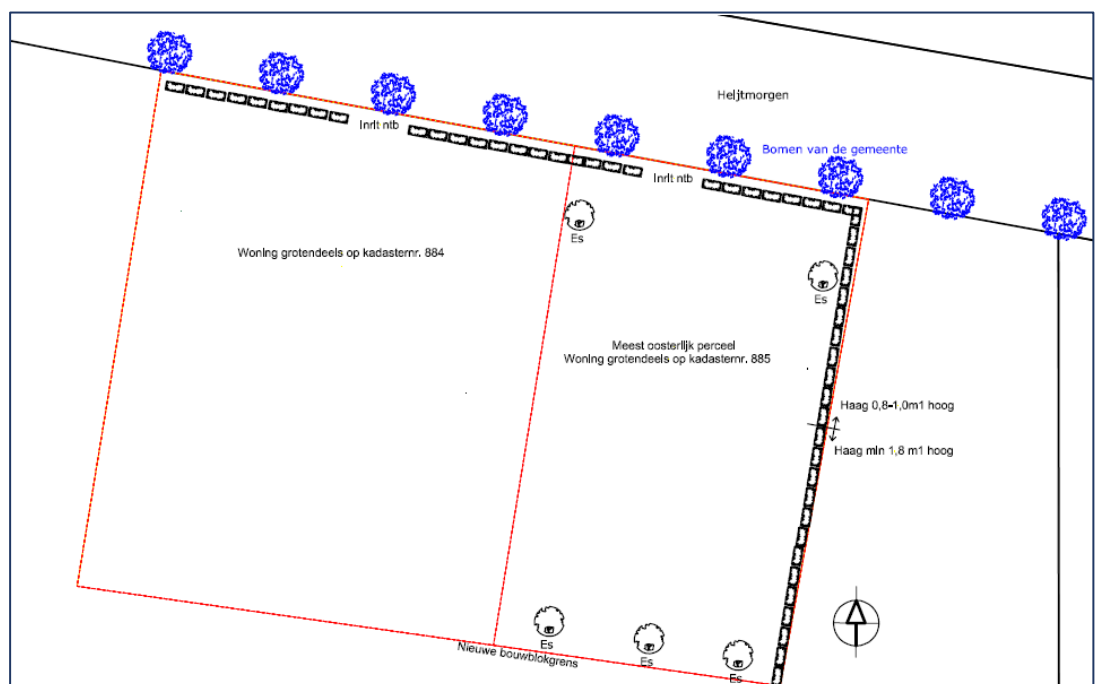 Heijtmorgen
Inrit ntb
Bomen van de gemeente
Inrit ntb
Es
Woning grotendeels op kadasternr. 884
Es
Meest oosterlijk perceel
Woning grotendeels op kadasternr. 885
Haag 0,8-1,0m1 hoog
Haag min 1,8 m1 hoog
Es
Es
Es
Nieuwe bouwblokgrens